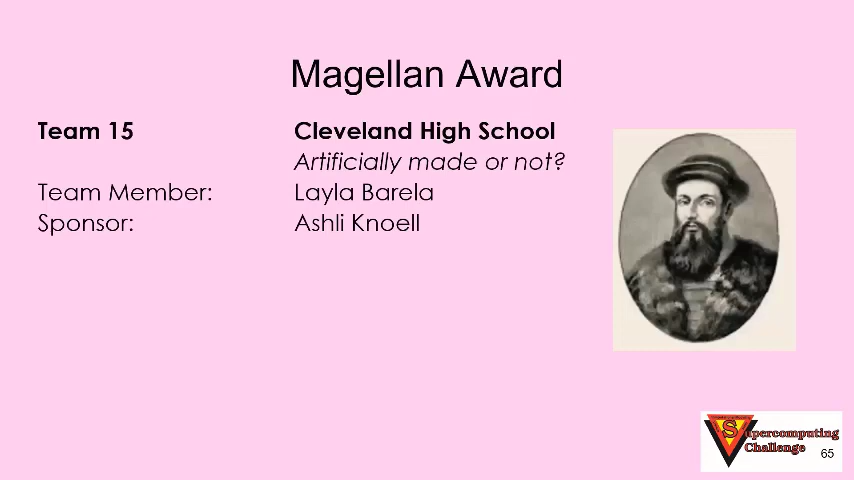 Magellan Award
Team 15 Cleveland High School
Artificially made or not?
Team Member: Layla Barela
Sponsor: Ashli Knoell
Supercomputing
Challenge
65